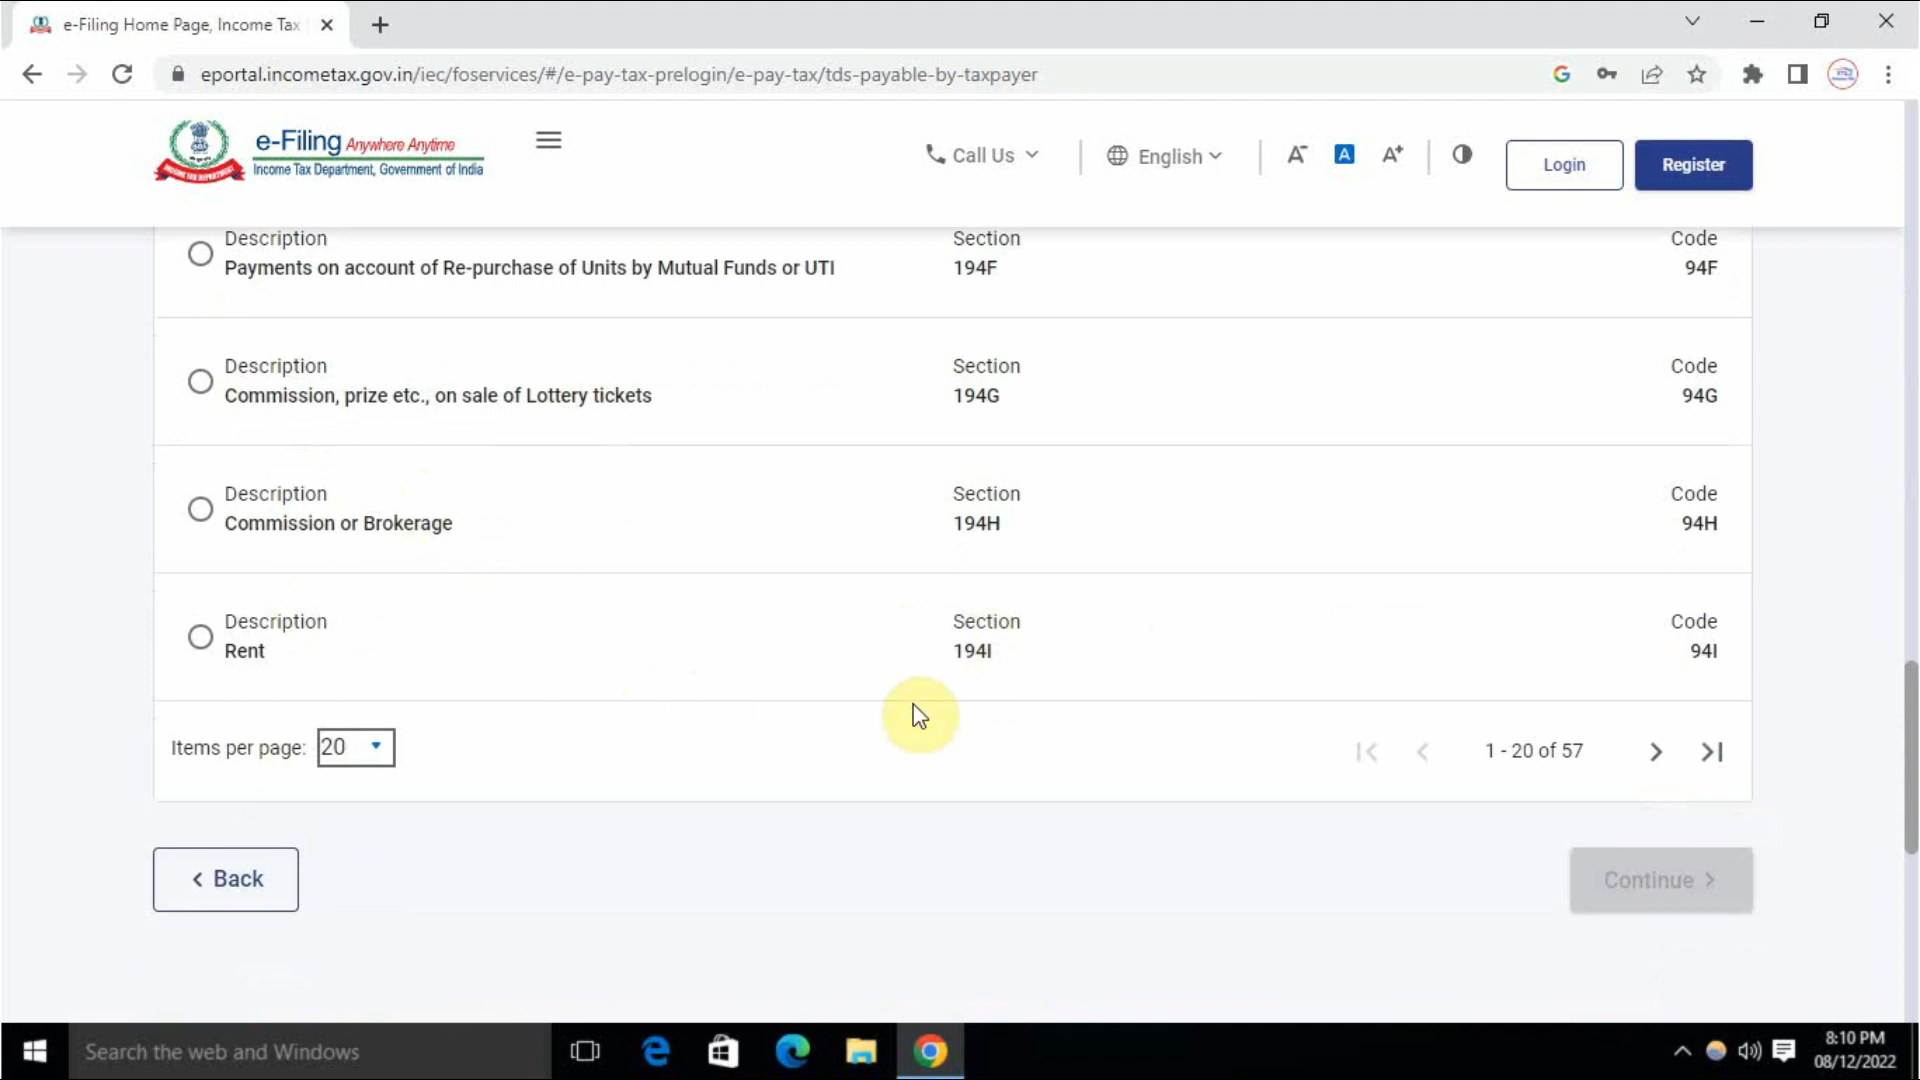 e-Filing Home Page, Income Tax
eportal.incometax.gov.in/iec/foservices/#/e-pay-tax-prelogin/e-pay-tax/tds-payable-by-taxpayer
e-Filing Anywhere Anytime
Income Tax Department, Government of India
Call Us
English
A-
A
A+
Login
Register
Description
Section
Code
Payments on account of Re-purchase of Units by Mutual Funds or UTI
194F
94F
Description
Section
Code
Commission, prize etc., on sale of Lottery tickets
194G
94G
Description
Section
Code
Commission or Brokerage
194H
94H
Description
Section
Code
Rent
194I
94I
Items per page:
20
1 - 20 of 57
Back
Continue
Search the web and Windows
8:10 PM
08/12/2022